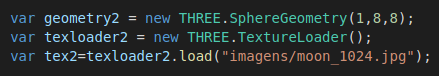 var geometry2 = new THREE.SphereGeometry(1,8,8);
var texloader2 = new THREE.TextureLoader();
var tex2=texloader2.load("imagens/moon_1024.jpg");